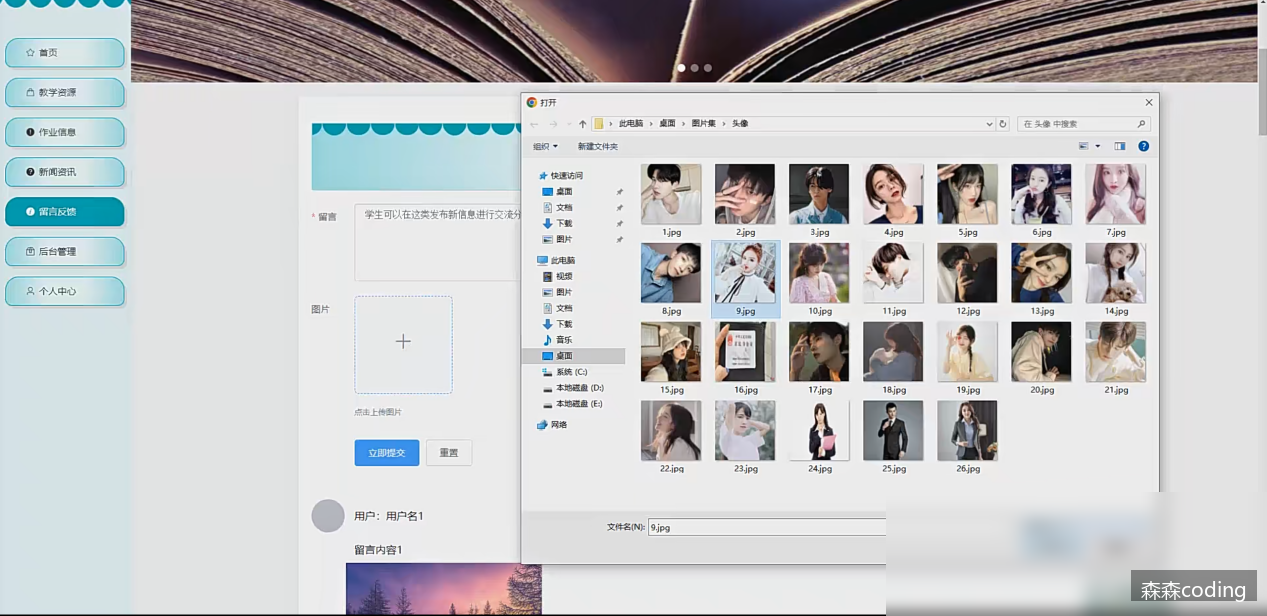 首页
教学资源
作业信息
新闻资讯
留言反馈
后台管理
个人中心
* 留言
学生可以在这类发布新信息进行交流分
图片
点击上传图片
立即提交
重置
用户：用户名1
留言内容1
打开
此电脑 › 桌面 › 图片集 › 头像
在 头像 中搜索
组织
新建文件夹
快速访问
桌面
文档
下载
图片
此电脑
视频
图片
文档
下载
音乐
桌面
系统 (C:)
本地磁盘 (D:)
本地磁盘 (E:)
网络
1.jpg 2.jpg 3.jpg 4.jpg 5.jpg 6.jpg 7.jpg
8.jpg 9.jpg 10.jpg 11.jpg 12.jpg 13.jpg 14.jpg
15.jpg 16.jpg 17.jpg 18.jpg 19.jpg 20.jpg 21.jpg
22.jpg 23.jpg 24.jpg 25.jpg 26.jpg
文件名(N): 9.jpg
森森coding